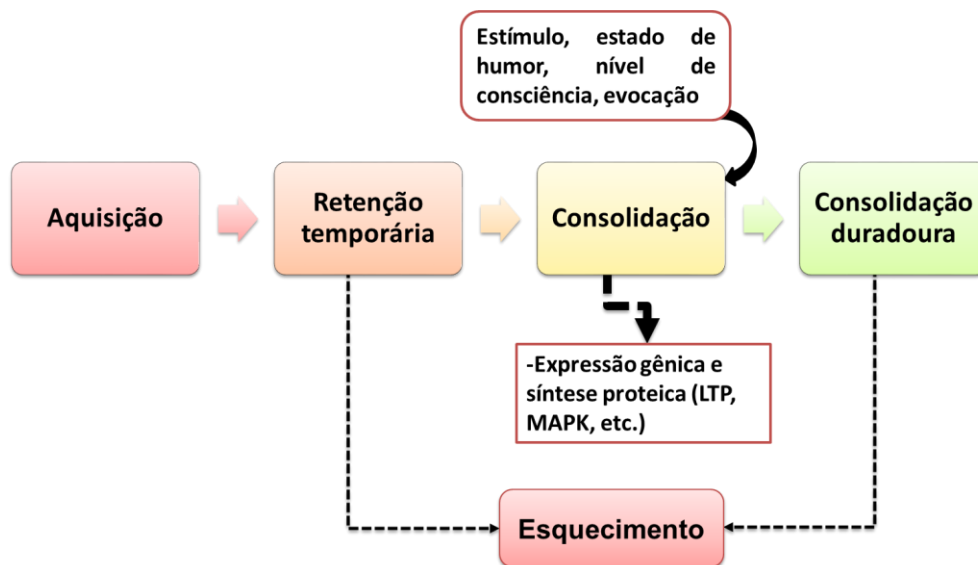 Estímulo, estado de
humor, nível de
consciência, evocação
Aquisição
Retenção
temporária
Consolidação
Consolidação
duradoura
-Expressão gênica e
síntese proteica (LTP,
MAPK, etc.)
Esquecimento